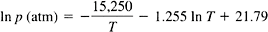 ln p (atm) = −15,250/T − 1.255 ln T + 21.79